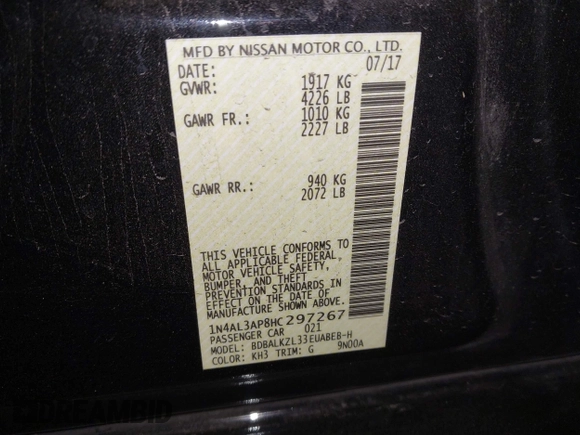 MFD BY NISSAN MOTOR CO., LTD.
DATE: 07/17
GVWR: 1917 KG
4226 LB
GAWR FR.: 1010 KG
2227 LB
GAWR RR.: 940 KG
2072 LB
THIS VEHICLE CONFORMS TO
ALL APPLICABLE FEDERAL,
MOTOR VEHICLE SAFETY,
BUMPER, AND THEFT
PREVENTION STANDARDS IN
EFFECT ON THE DATE OF
MANUFACTURE SHOWN ABOVE.
1N4AL3AP8HC297267
PASSENGER CAR 021
MODEL: BDBALKZL33EUABEB-H
COLOR: KH3 TRIM: G 9N00A
DREAMBID